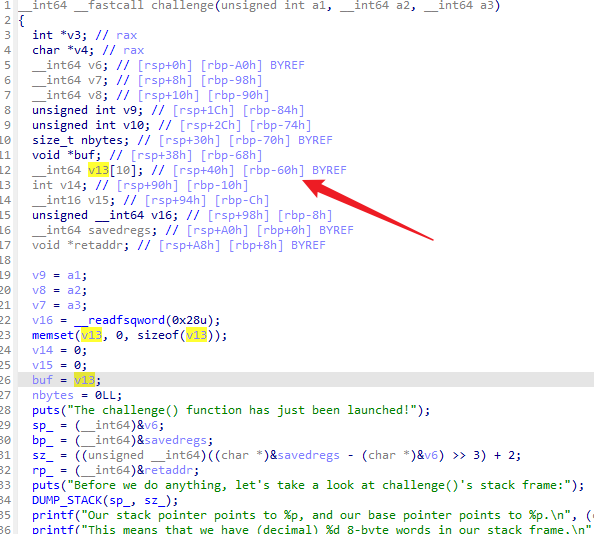 1 __int64 __fastcall challenge(unsigned int a1, __int64 a2, __int64 a3)
2 {
3 int *v3; // rax
4 char *v4; // rax
5 __int64 v6; // [rsp+0h] [rbp-A0h] BYREF
6 __int64 v7; // [rsp+8h] [rbp-98h]
7 __int64 v8; // [rsp+10h] [rbp-90h]
8 unsigned int v9; // [rsp+1Ch] [rbp-84h]
9 unsigned int v10; // [rsp+2Ch] [rbp-74h]
10 size_t nbytes; // [rsp+30h] [rbp-70h] BYREF
11 void *buf; // [rsp+38h] [rbp-68h]
12 __int64 v13[10]; // [rsp+40h] [rbp-60h] BYREF
13 int v14; // [rsp+90h] [rbp-10h]
14 __int16 v15; // [rsp+94h] [rbp-Ch]
15 unsigned __int64 v16; // [rsp+98h] [rbp-8h]
16 __int64 savedregs; // [rsp+A0h] [rbp+0h] BYREF
17 void *retaddr; // [rsp+A8h] [rbp+8h] BYREF
18
19 v9 = a1;
20 v8 = a2;
21 v7 = a3;
22 v16 = __readfsqword(0x28u);
23 memset(v13, 0, sizeof(v13));
24 v14 = 0;
25 v15 = 0;
26 buf = v13;
27 nbytes = 0LL;
28 puts("The challenge() function has just been launched!");
29 sp_ = (__int64)&v6;
30 bp_ = (__int64)&savedregs;
31 sz_ = ((unsigned __int64)((char *)&savedregs - (char *)&v6) >> 3) + 2;
32 rp_ = (__int64)&retaddr;
33 puts("Before we do anything, let's take a look at challenge()'s stack frame:");
34 DUMP_STACK(sp_, sz_);
35 printf("Our stack pointer points to %p, and our base pointer points to %p.\n", (
36 printf("This means that we have (decimal) %d 8-byte words in our stack frame,\n"